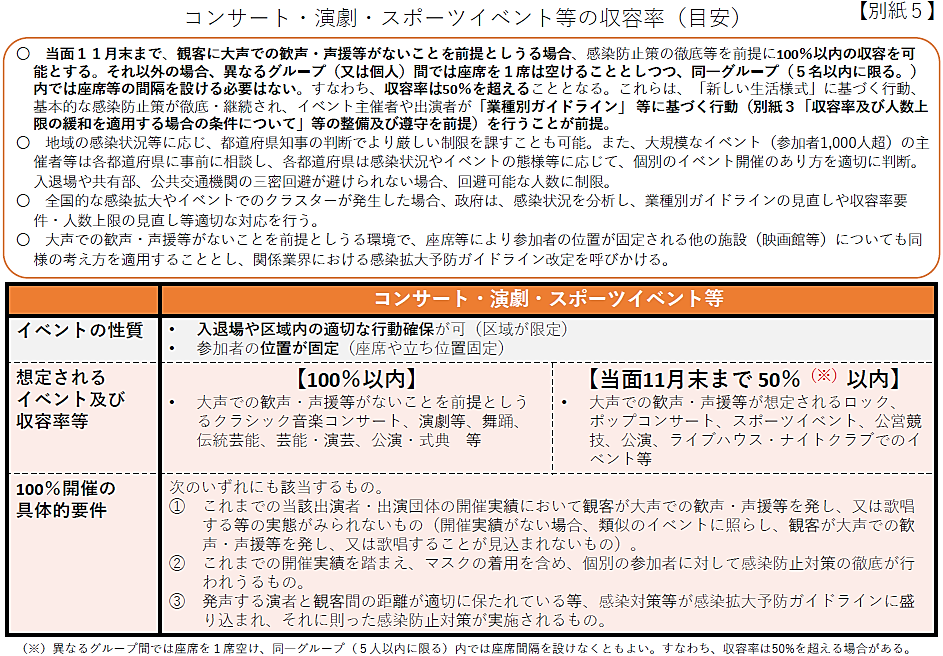 コンサート・演劇・スポーツイベント等の収容率（目安）
【別紙５】
〇 当面１１月末まで、観客に大声での歓声・声援等がないことを前提としうる場合、感染防止策の徹底等を前提に100%以内の収容を可
能とする。それ以外の場合、異なるグループ（又は個人）間では座席を１席は空けることとしつつ、同一グループ（５名以内に限る。）
内では座席等の間隔を設ける必要はない。すなわち、収容率は50%を超えることとなる。これらは、「新しい生活様式」に基づく行動、
基本的な感染防止策が徹底・継続され、イベント主催者や出演者が「業種別ガイドライン」等に基づく行動（別紙３「収容率及び人数上
限の緩和を適用する場合の条件について」等の整備及び遵守を前提）を行うことが前提。
〇 地域の感染状況等に応じ、都道府県知事の判断でより厳しい制限を課すことも可能。また、大規模なイベント（参加者1,000人超）の主
催者等は各都道府県に事前に相談し、各都道府県は感染状況やイベントの態様等に応じて、個別のイベント開催のあり方を適切に判断。
入退場や共有部、公共交通機関の三密回避が避けられない場合、回避可能な人数に制限。
〇 全国的な感染拡大やイベントでのクラスターが発生した場合、政府は、感染状況を分析し、業種別ガイドラインの見直しや収容率要
件・人数上限の見直し等適切な対応を行う。
〇 大声での歓声・声援等がないことを前提としうる環境で、座席等により参加者の位置が固定される他の施設（映画館等）についても同
様の考え方を適用することとし、関係業界における感染拡大予防ガイドライン改定を呼びかける。
コンサート・演劇・スポーツイベント等
イベントの性質
• 入退場や区域内の適切な行動確保が可（区域が限定）
• 参加者の位置が固定（座席や立ち位置固定）
想定される
イベント及び
収容率等
【100%以内】
• 大声での歓声・声援等がないことを前提としう
るクラシック音楽コンサート、演劇等、舞踊、
伝統芸能、芸能・演芸、公演・式典 等
【当面11月末まで 50%（※）以内】
• 大声での歓声・声援等が想定されるロック、
ポップコンサート、スポーツイベント、公営競
技、公演、ライブハウス・ナイトクラブでのイ
ベント等
100%開催の
具体的要件
次のいずれにも該当するもの。
① これまでの当該出演者・出演団体の開催実績において観客が大声での歓声・声援等を発し、又は歌唱
する等の実態がみられないもの（開催実績がない場合、類似のイベントに照らし、観客が大声での歓
声・声援等を発し、又は歌唱することが見込まれないもの）。
② これまでの開催実績を踏まえ、マスクの着用を含め、個別の参加者に対して感染防止対策の徹底が行
われうるもの。
③ 発声する演者と観客間の距離が適切に保たれている等、感染対策等が感染拡大予防ガイドラインに盛
り込まれ、それに則った感染防止対策が実施されるもの。
（※）異なるグループ間では座席を１席空け、同一グループ（５人以内に限る）内では座席間隔を設けなくともよい。すなわち、収容率は50%を超える場合がある。